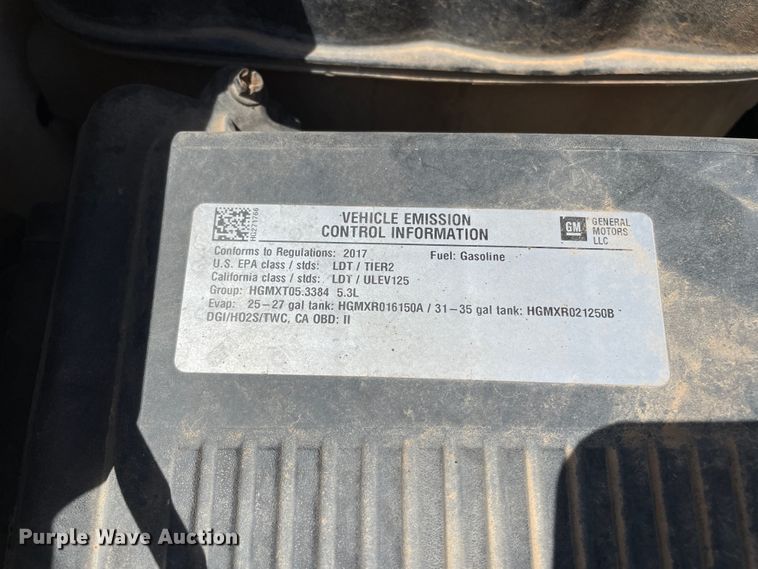 VEHICLE EMISSION
CONTROL INFORMATION
HG271766
GM
GENERAL
MOTORS
LLC
Conforms to Regulations: 2017 Fuel: Gasoline
U.S. EPA class / stds: LDT / TIER2
California class / stds: LDT / ULEV125
Group: HGMXT05.3384 5.3L
Evap: 25-27 gal tank: HGMXR016150A / 31-35 gal tank: HGMXR021250B
DGI/HO2S/TWC, CA OBD: II
Purple Wave Auction